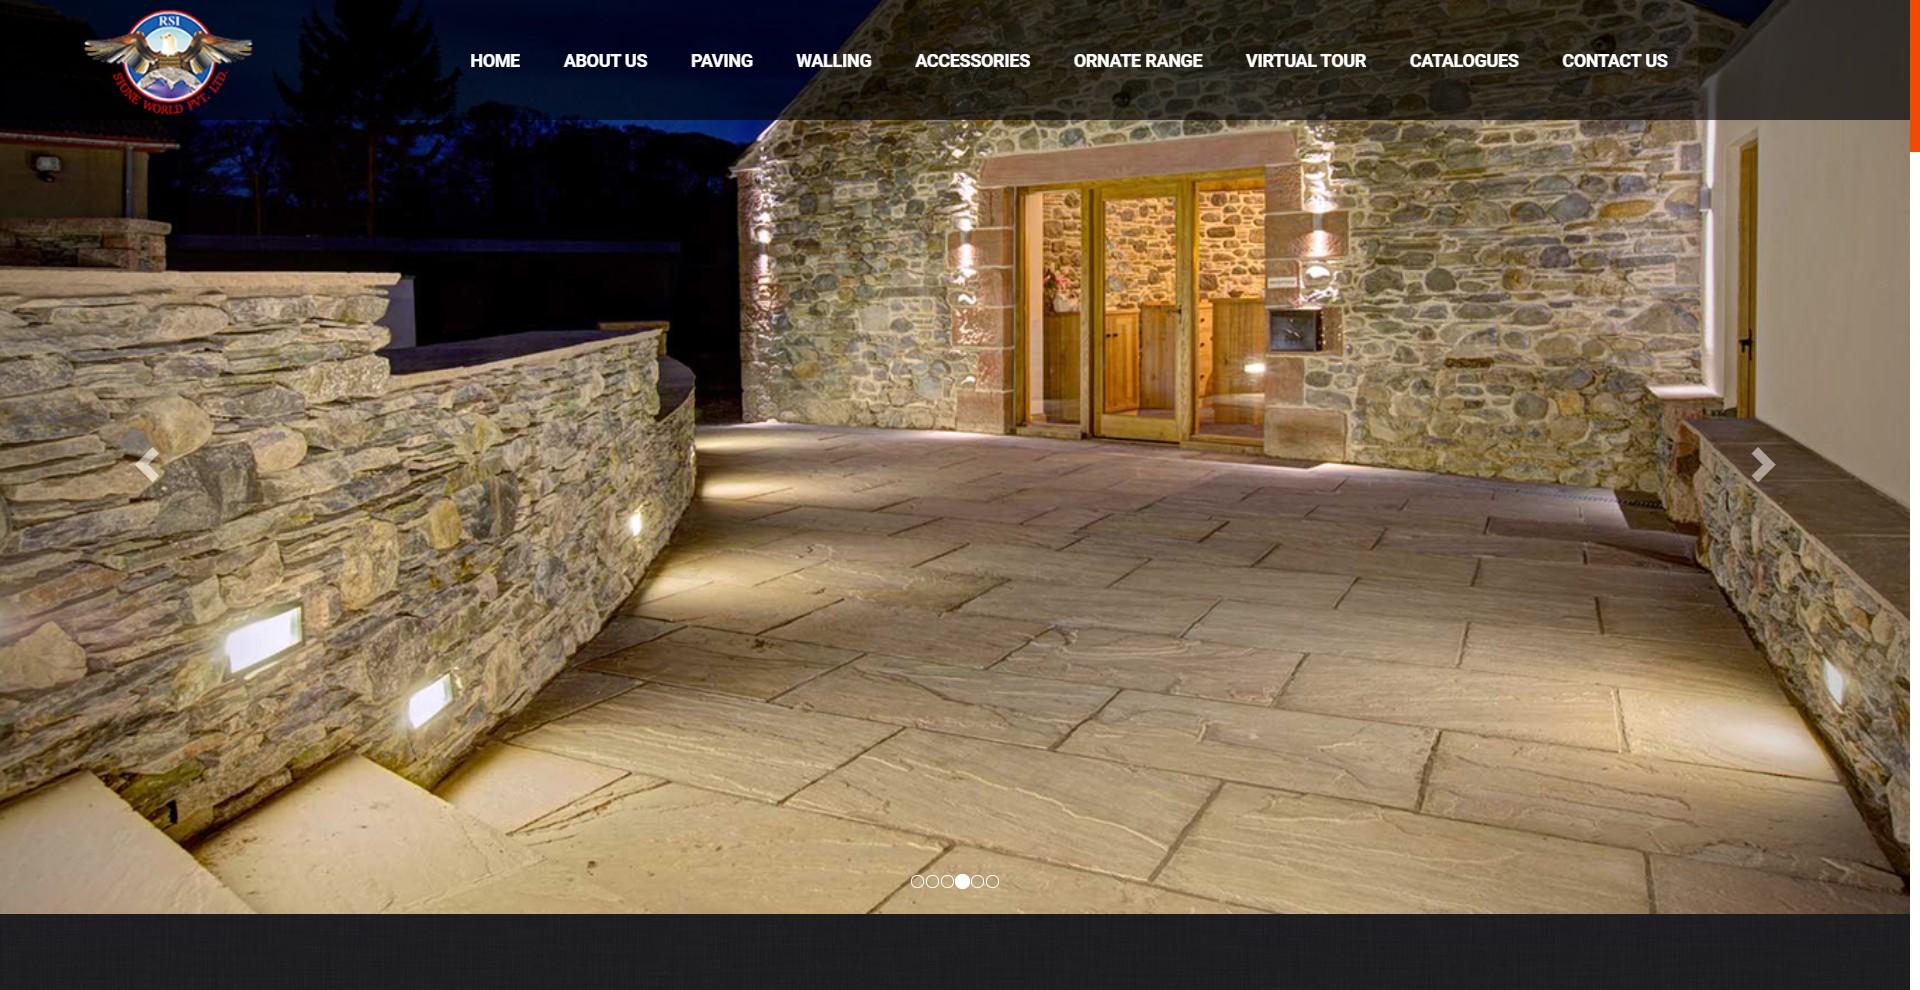 RSI
STONE WORLD PVT. LTD.
HOME ABOUT US PAVING WALLING ACCESSORIES ORNATE RANGE VIRTUAL TOUR CATALOGUES CONTACT US